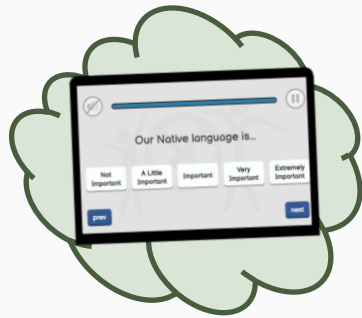 Our Native language is...
Not
Important
A Little
Important
Important
Very
Important
Extremely
Important
prev
next